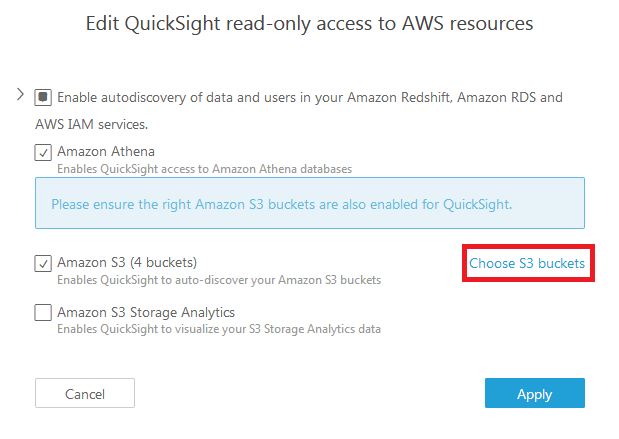 Edit QuickSight read-only access to AWS resources
Enable autodiscovery of data and users in your Amazon Redshift, Amazon RDS and
AWS IAM services.
Amazon Athena
Enables QuickSight access to Amazon Athena databases
Please ensure the right Amazon S3 buckets are also enabled for QuickSight.
Amazon S3 (4 buckets)
Choose S3 buckets
Enables QuickSight to auto-discover your Amazon S3 buckets
Amazon S3 Storage Analytics
Enables QuickSight to visualize your S3 Storage Analytics data
Cancel
Apply